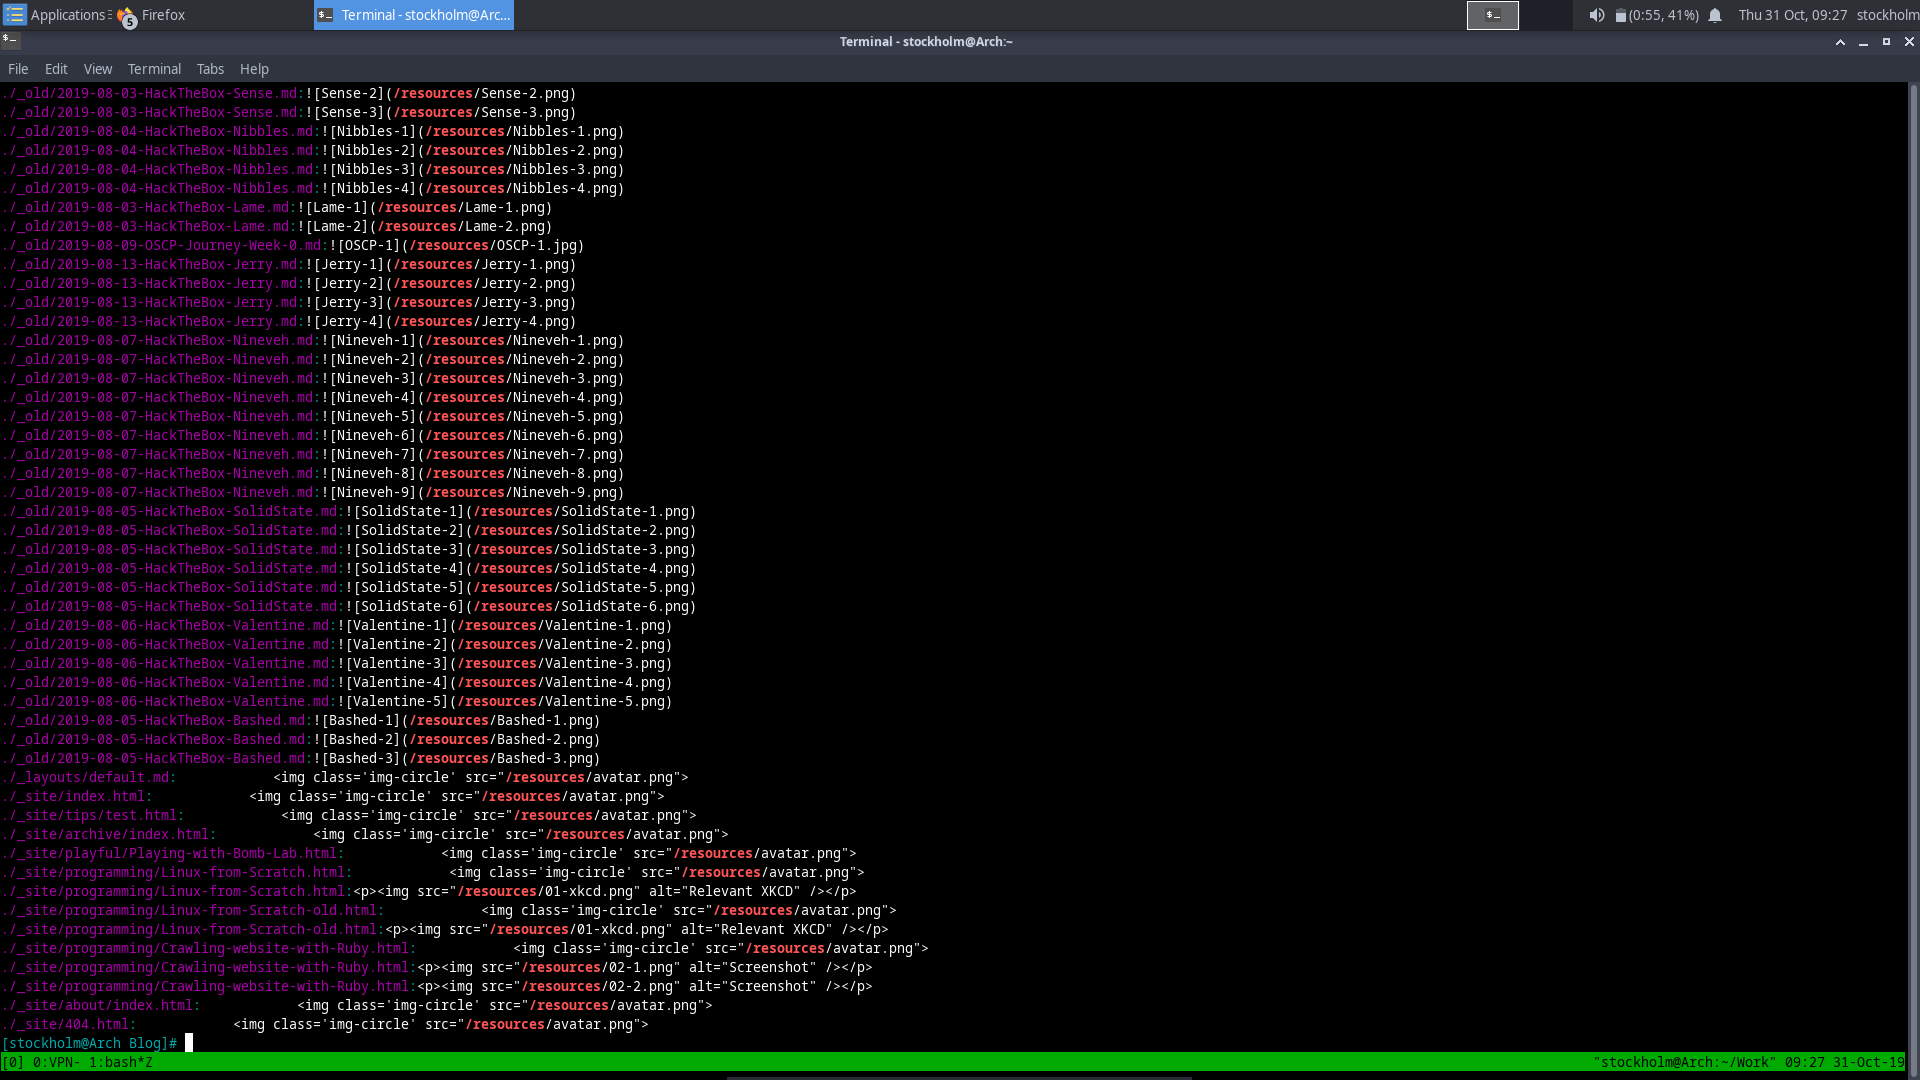 Applications 5 Firefox Terminal - stockholm@Arc... (0:55, 41%) Thu 31 Oct, 09:27 stockholm
Terminal - stockholm@Arch:~
File Edit View Terminal Tabs Help
./_old/2019-08-03-HackTheBox-Sense.md:![Sense-2](/resources/Sense-2.png)
./_old/2019-08-03-HackTheBox-Sense.md:![Sense-3](/resources/Sense-3.png)
./_old/2019-08-04-HackTheBox-Nibbles.md:![Nibbles-1](/resources/Nibbles-1.png)
./_old/2019-08-04-HackTheBox-Nibbles.md:![Nibbles-2](/resources/Nibbles-2.png)
./_old/2019-08-04-HackTheBox-Nibbles.md:![Nibbles-3](/resources/Nibbles-3.png)
./_old/2019-08-04-HackTheBox-Nibbles.md:![Nibbles-4](/resources/Nibbles-4.png)
./_old/2019-08-03-HackTheBox-Lame.md:![Lame-1](/resources/Lame-1.png)
./_old/2019-08-03-HackTheBox-Lame.md:![Lame-2](/resources/Lame-2.png)
./_old/2019-08-09-OSCP-Journey-Week-0.md:![OSCP-1](/resources/OSCP-1.jpg)
./_old/2019-08-13-HackTheBox-Jerry.md:![Jerry-1](/resources/Jerry-1.png)
./_old/2019-08-13-HackTheBox-Jerry.md:![Jerry-2](/resources/Jerry-2.png)
./_old/2019-08-13-HackTheBox-Jerry.md:![Jerry-3](/resources/Jerry-3.png)
./_old/2019-08-13-HackTheBox-Jerry.md:![Jerry-4](/resources/Jerry-4.png)
./_old/2019-08-07-HackTheBox-Nineveh.md:![Nineveh-1](/resources/Nineveh-1.png)
./_old/2019-08-07-HackTheBox-Nineveh.md:![Nineveh-2](/resources/Nineveh-2.png)
./_old/2019-08-07-HackTheBox-Nineveh.md:![Nineveh-3](/resources/Nineveh-3.png)
./_old/2019-08-07-HackTheBox-Nineveh.md:![Nineveh-4](/resources/Nineveh-4.png)
./_old/2019-08-07-HackTheBox-Nineveh.md:![Nineveh-5](/resources/Nineveh-5.png)
./_old/2019-08-07-HackTheBox-Nineveh.md:![Nineveh-6](/resources/Nineveh-6.png)
./_old/2019-08-07-HackTheBox-Nineveh.md:![Nineveh-7](/resources/Nineveh-7.png)
./_old/2019-08-07-HackTheBox-Nineveh.md:![Nineveh-8](/resources/Nineveh-8.png)
./_old/2019-08-07-HackTheBox-Nineveh.md:![Nineveh-9](/resources/Nineveh-9.png)
./_old/2019-08-05-HackTheBox-SolidState.md:![SolidState-1](/resources/SolidState-1.png)
./_old/2019-08-05-HackTheBox-SolidState.md:![SolidState-2](/resources/SolidState-2.png)
./_old/2019-08-05-HackTheBox-SolidState.md:![SolidState-3](/resources/SolidState-3.png)
./_old/2019-08-05-HackTheBox-SolidState.md:![SolidState-4](/resources/SolidState-4.png)
./_old/2019-08-05-HackTheBox-SolidState.md:![SolidState-5](/resources/SolidState-5.png)
./_old/2019-08-05-HackTheBox-SolidState.md:![SolidState-6](/resources/SolidState-6.png)
./_old/2019-08-06-HackTheBox-Valentine.md:![Valentine-1](/resources/Valentine-1.png)
./_old/2019-08-06-HackTheBox-Valentine.md:![Valentine-2](/resources/Valentine-2.png)
./_old/2019-08-06-HackTheBox-Valentine.md:![Valentine-3](/resources/Valentine-3.png)
./_old/2019-08-06-HackTheBox-Valentine.md:![Valentine-4](/resources/Valentine-4.png)
./_old/2019-08-06-HackTheBox-Valentine.md:![Valentine-5](/resources/Valentine-5.png)
./_old/2019-08-05-HackTheBox-Bashed.md:![Bashed-1](/resources/Bashed-1.png)
./_old/2019-08-05-HackTheBox-Bashed.md:![Bashed-2](/resources/Bashed-2.png)
./_old/2019-08-05-HackTheBox-Bashed.md:![Bashed-3](/resources/Bashed-3.png)
./_layouts/default.md: <img class='img-circle' src="/resources/avatar.png">
./_site/index.html: <img class='img-circle' src="/resources/avatar.png">
./_site/tips/test.html: <img class='img-circle' src="/resources/avatar.png">
./_site/archive/index.html: <img class='img-circle' src="/resources/avatar.png">
./_site/playful/Playing-with-Bomb-Lab.html: <img class='img-circle' src="/resources/avatar.png">
./_site/programming/Linux-from-Scratch.html: <img class='img-circle' src="/resources/avatar.png">
./_site/programming/Linux-from-Scratch.html:<p><img src="/resources/01-xkcd.png" alt="Relevant XKCD" /></p>
./_site/programming/Linux-from-Scratch-old.html: <img class='img-circle' src="/resources/avatar.png">
./_site/programming/Linux-from-Scratch-old.html:<p><img src="/resources/01-xkcd.png" alt="Relevant XKCD" /></p>
./_site/programming/Crawling-website-with-Ruby.html: <img class='img-circle' src="/resources/avatar.png">
./_site/programming/Crawling-website-with-Ruby.html:<p><img src="/resources/02-1.png" alt="Screenshot" /></p>
./_site/programming/Crawling-website-with-Ruby.html:<p><img src="/resources/02-2.png" alt="Screenshot" /></p>
./_site/about/index.html: <img class='img-circle' src="/resources/avatar.png">
./_site/404.html: <img class='img-circle' src="/resources/avatar.png">
[stockholm@Arch Blog]#
[0] 0:VPN- 1:bash*Z "stockholm@Arch:~/Work" 09:27 31-Oct-19